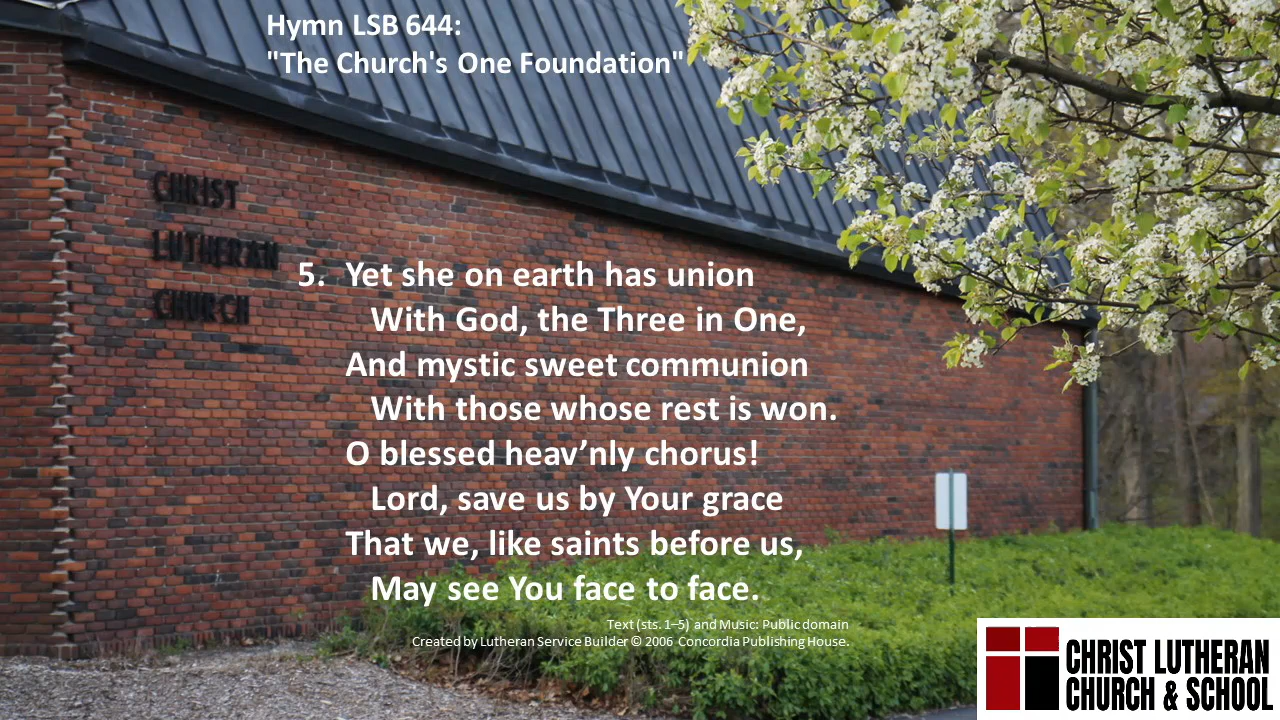 Hymn LSB 644:
"The Church's One Foundation"
CHRIST
LUTHERAN
CHURCH
5. Yet she on earth has union
With God, the Three in One,
And mystic sweet communion
With those whose rest is won.
O blessed heav’nly chorus!
Lord, save us by Your grace
That we, like saints before us,
May see You face to face.
Text (sts. 1–5) and Music: Public domain
Created by Lutheran Service Builder © 2006 Concordia Publishing House.
CHRIST LUTHERAN
CHURCH & SCHOOL